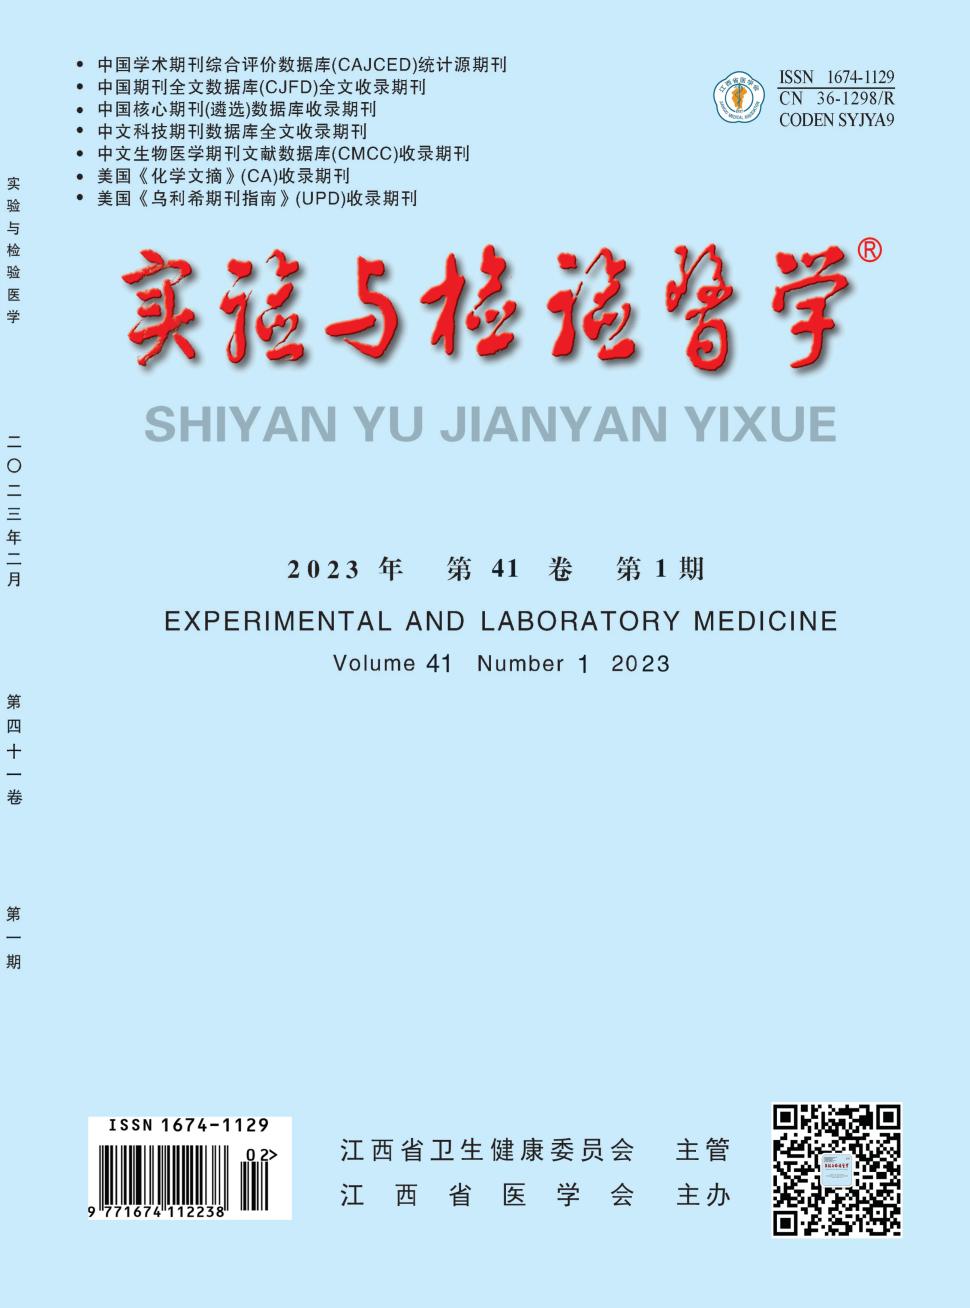 • 中国学术期刊综合评价数据库(CAJCED)统计源期刊
• 中国期刊全文数据库(CJFD)全文收录期刊
• 中国核心期刊(遴选)数据库收录期刊
• 中文科技期刊数据库全文收录期刊
• 中文生物医学期刊文献数据库(CMCC)收录期刊
• 美国《化学文摘》(CA)收录期刊
• 美国《乌利希期刊指南》(UPD)收录期刊
ISSN 1674-1129
CN 36-1298/R
CODEN SYJYA9
实验与检验医学
二〇二三年二月
第四十一卷
第一期
实验与检验醫学®
SHIYAN YU JIANYAN YIXUE
2023 年 第 41 卷 第 1 期
EXPERIMENTAL AND LABORATORY MEDICINE
Volume 41 Number 1 2023
ISSN 1674-1129
02>
9 771674 112238
江西省卫生健康委员会 主管
江西省医学会 主办